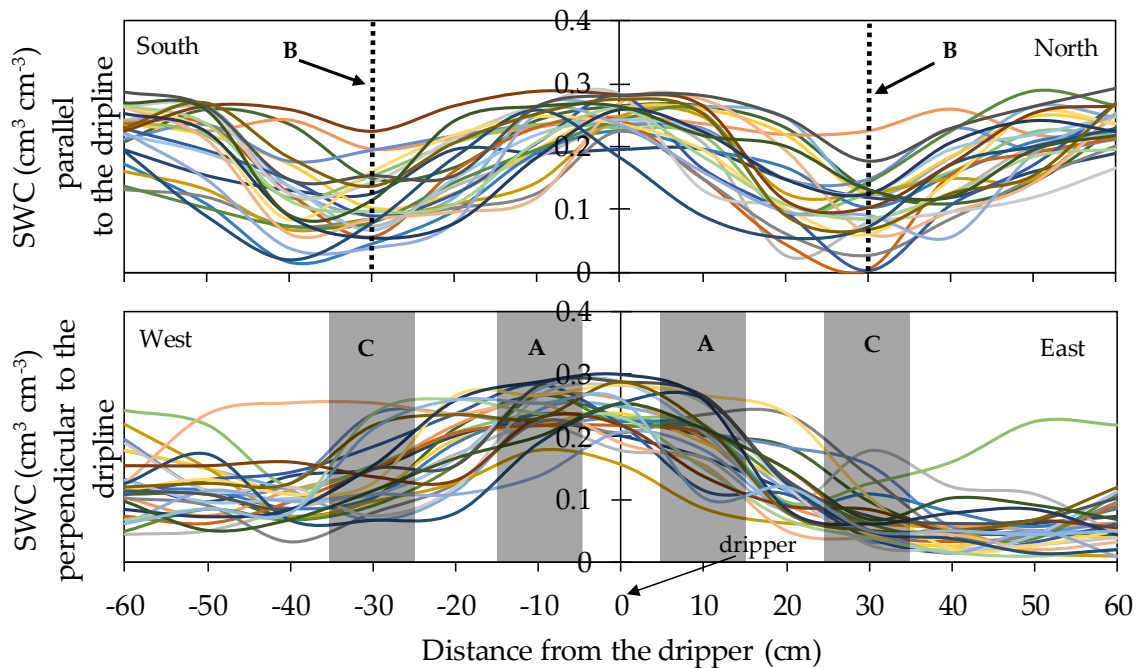 SWC (cm³ cm⁻³)
parallel
to the dripline
0.4
0.3
0.2
0.1
0
South
B
B
North
SWC (cm³ cm⁻³)
perpendicular to the
dripline
0.4
0.3
0.2
0.1
0
West
C
A
A
C
East
dripper
-60 -50 -40 -30 -20 -10 0 10 20 30 40 50 60
Distance from the dripper (cm)